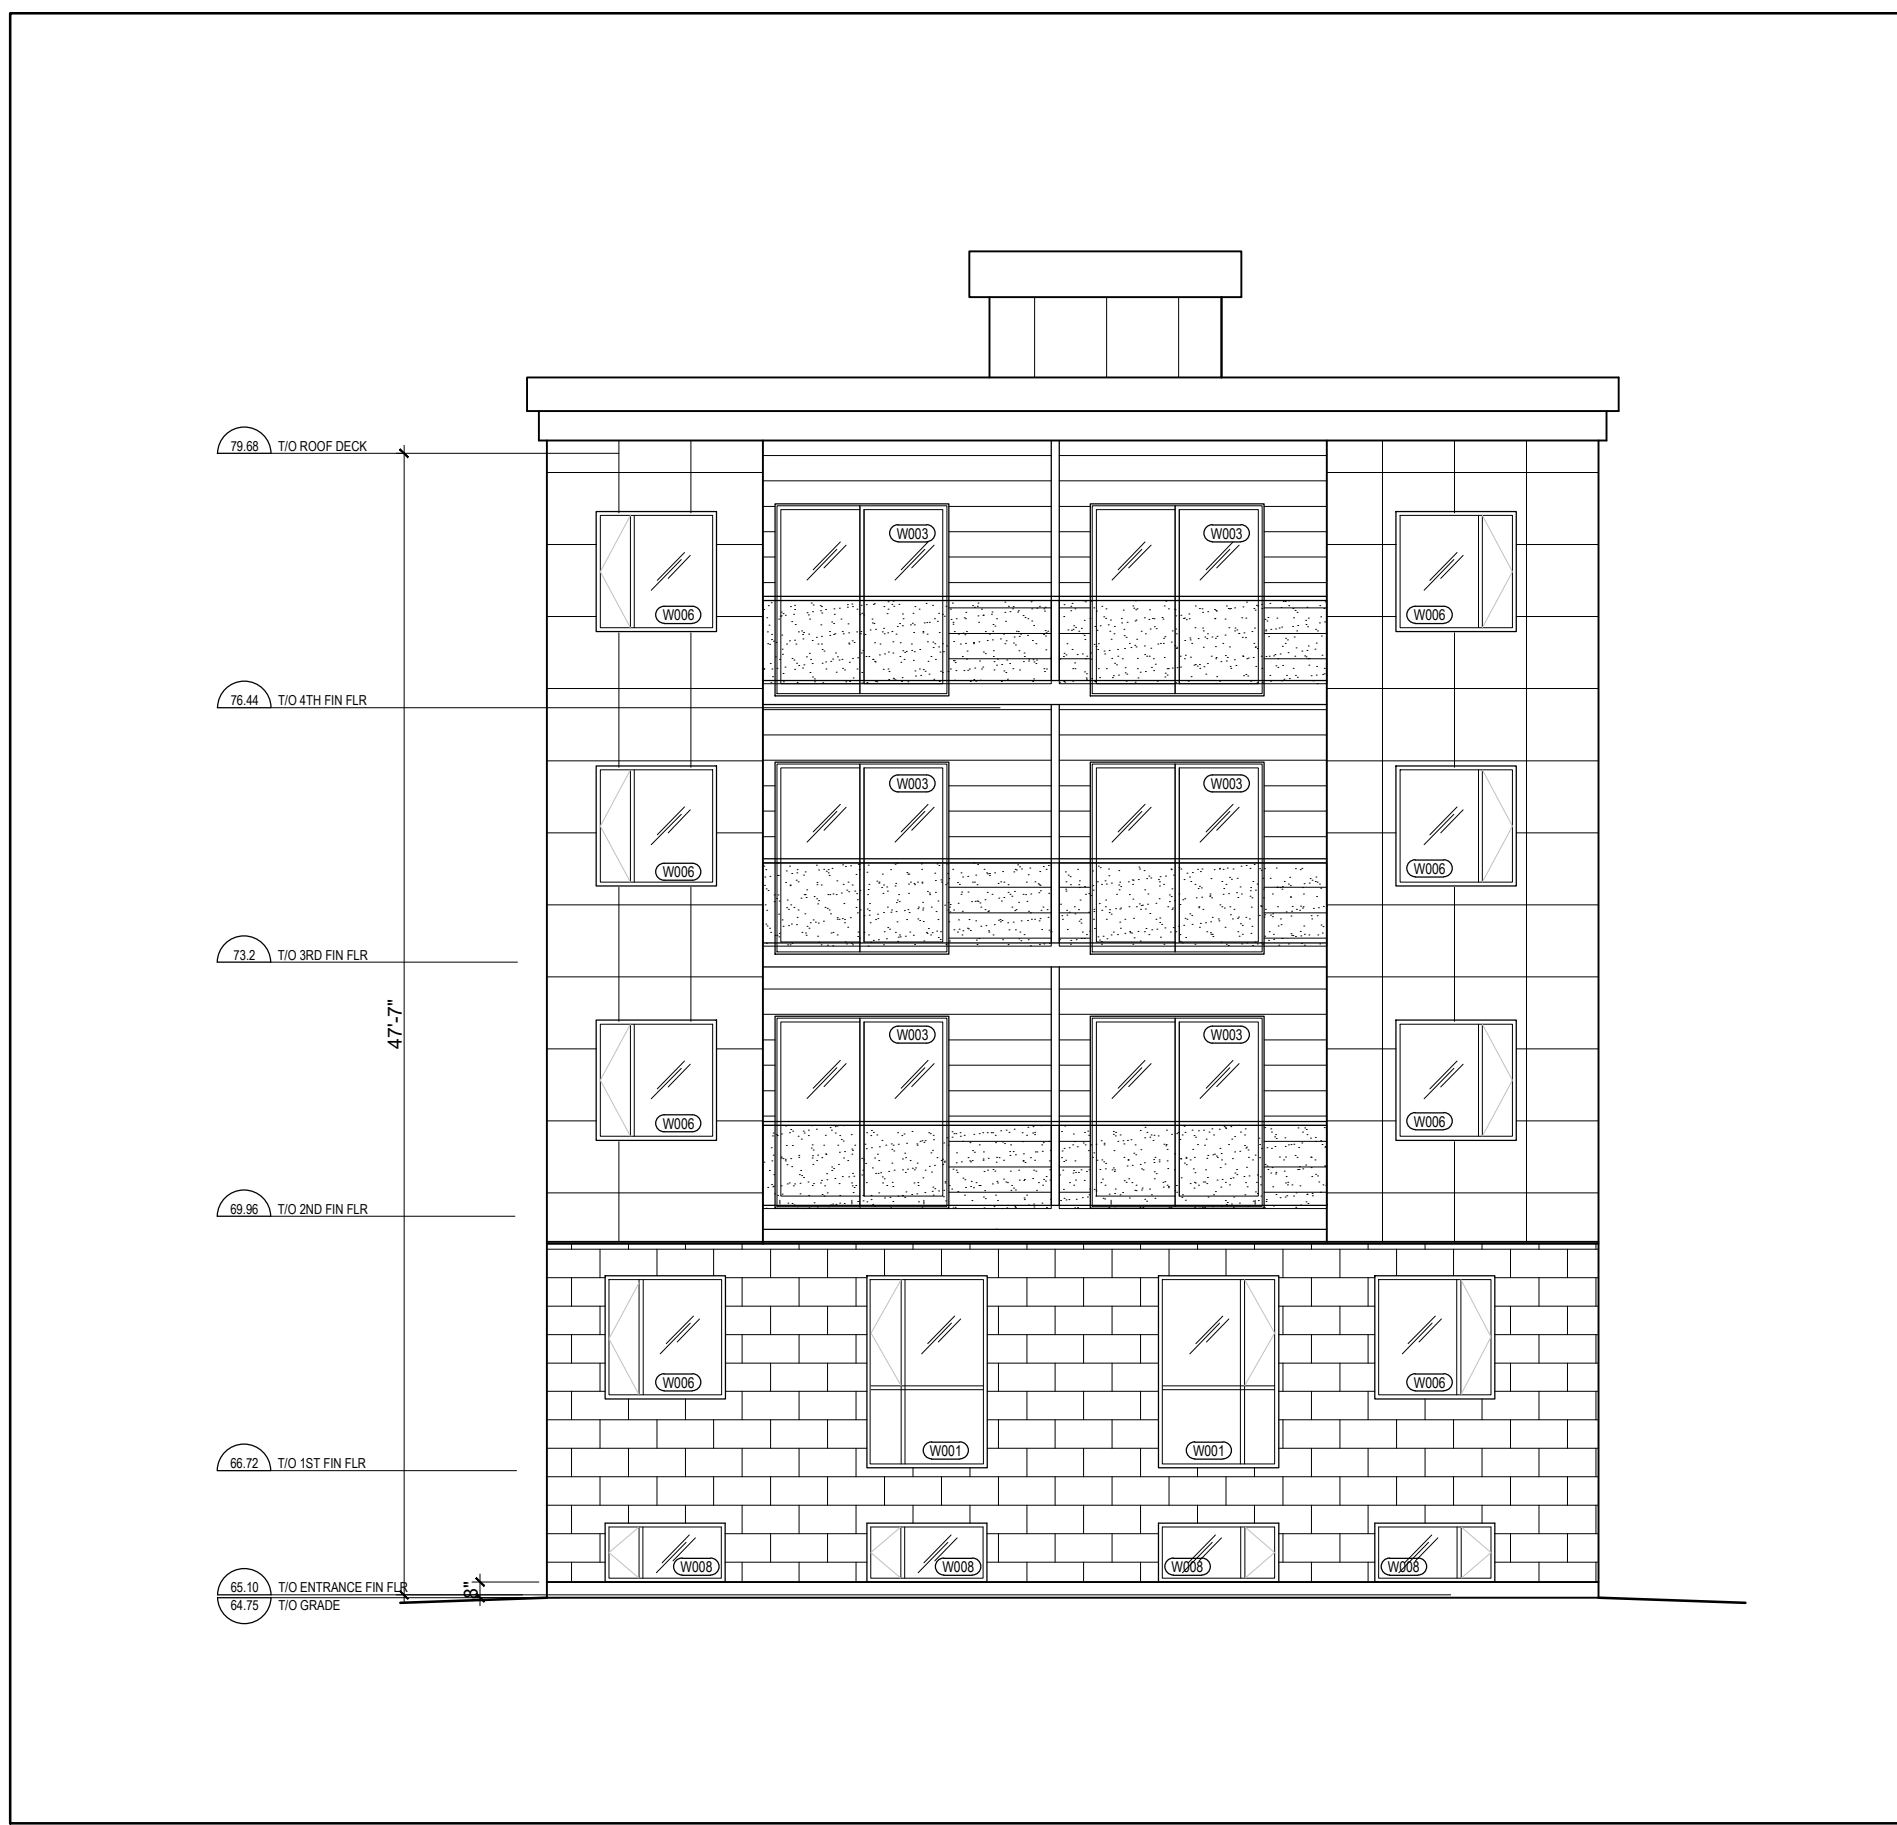 79.68 T/O ROOF DECK
W003 W003
W006 W006
76.44 T/O 4TH FIN FLR
W003 W003
W006 W006
73.2 T/O 3RD FIN FLR
47'-7"
W003 W003
W006 W006
69.96 T/O 2ND FIN FLR
W006 W006
W001 W001
66.72 T/O 1ST FIN FLR
W008 W008 W008 W008
65.10 T/O ENTRANCE FIN FLR
8"
64.75 T/O GRADE